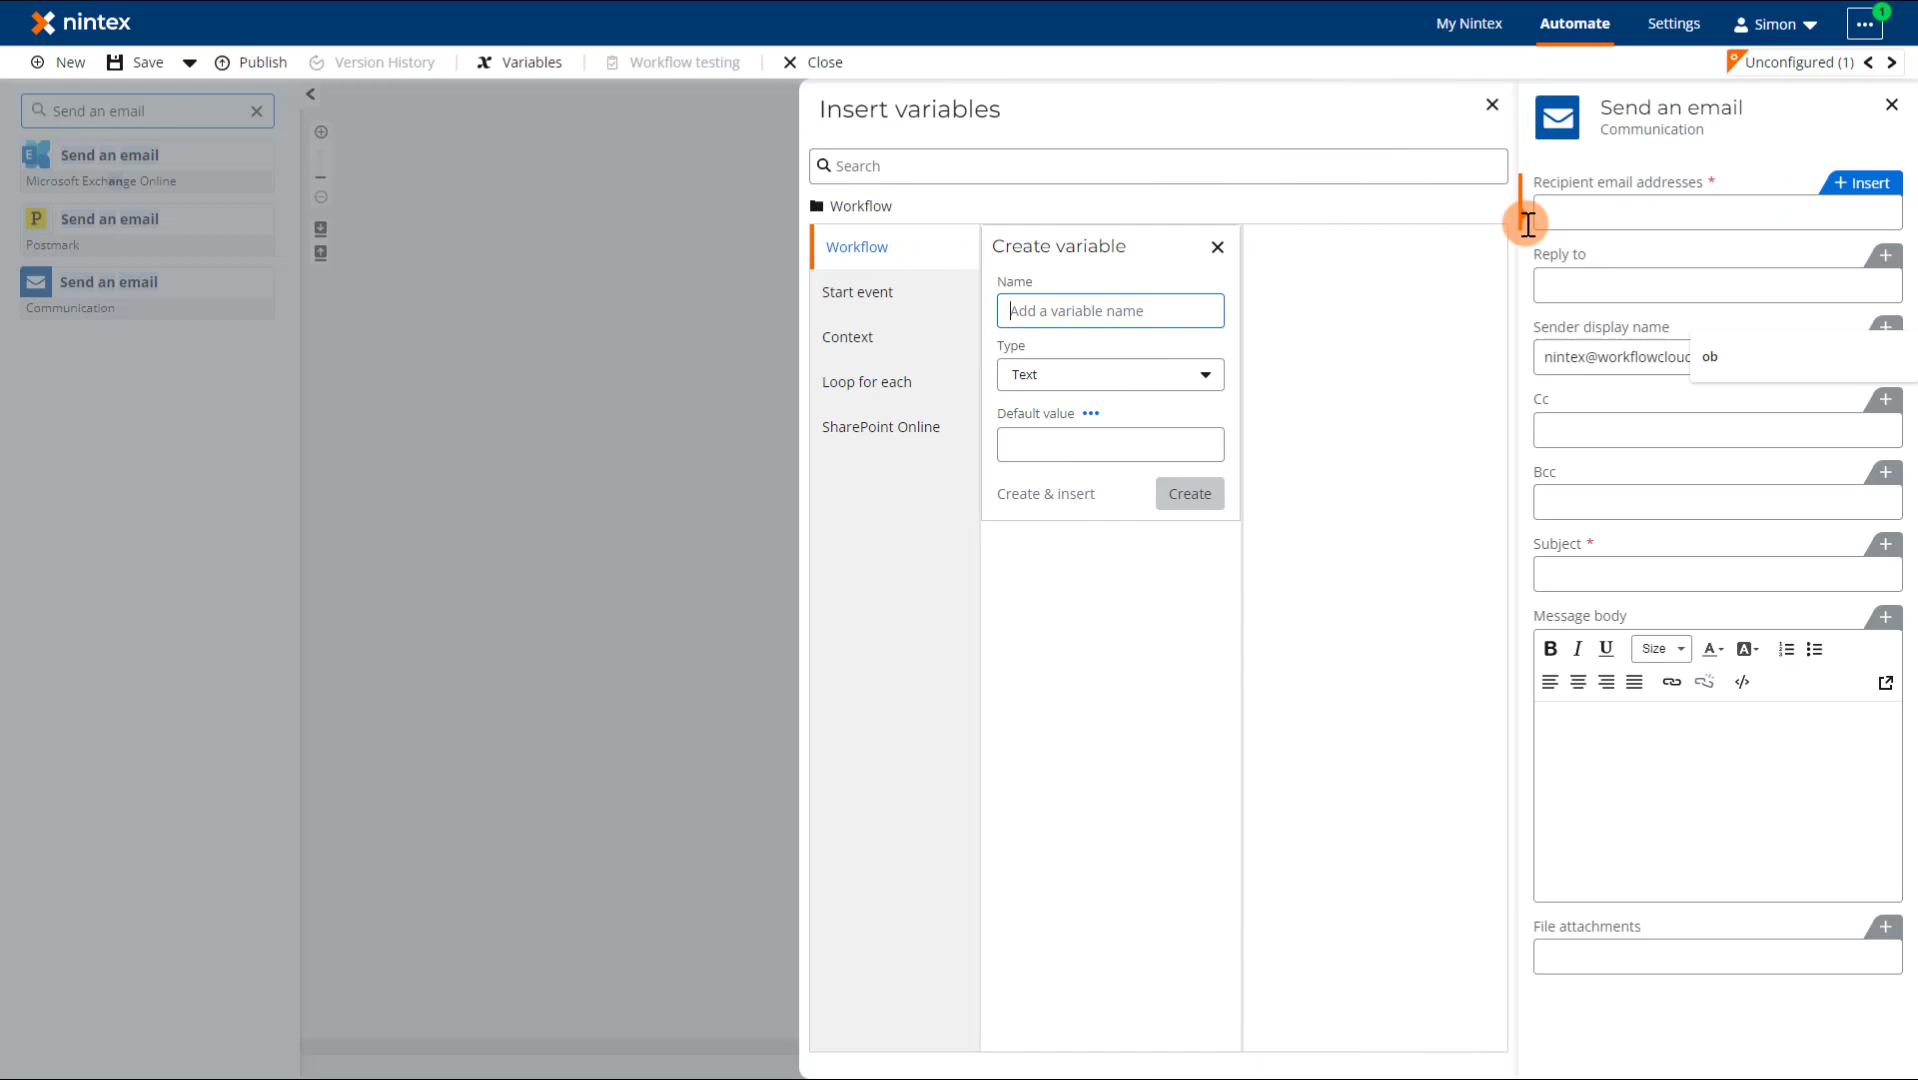 nintex
My Nintex
Automate
Settings
Simon
1
New
Save
Publish
Version History
Variables
Workflow testing
Close
Unconfigured (1)
Send an email
Send an email
Microsoft Exchange Online
Send an email
Postmark
Send an email
Communication
Insert variables
Search
Workflow
Workflow
Start event
Context
Loop for each
SharePoint Online
Create variable
Name
Add a variable name
Type
Text
Default value
Create & insert
Create
Send an email
Communication
Recipient email addresses *
+ Insert
Reply to
Sender display name
nintex@workflowclou
ob
Cc
Bcc
Subject *
Message body
B I U Size A A
File attachments